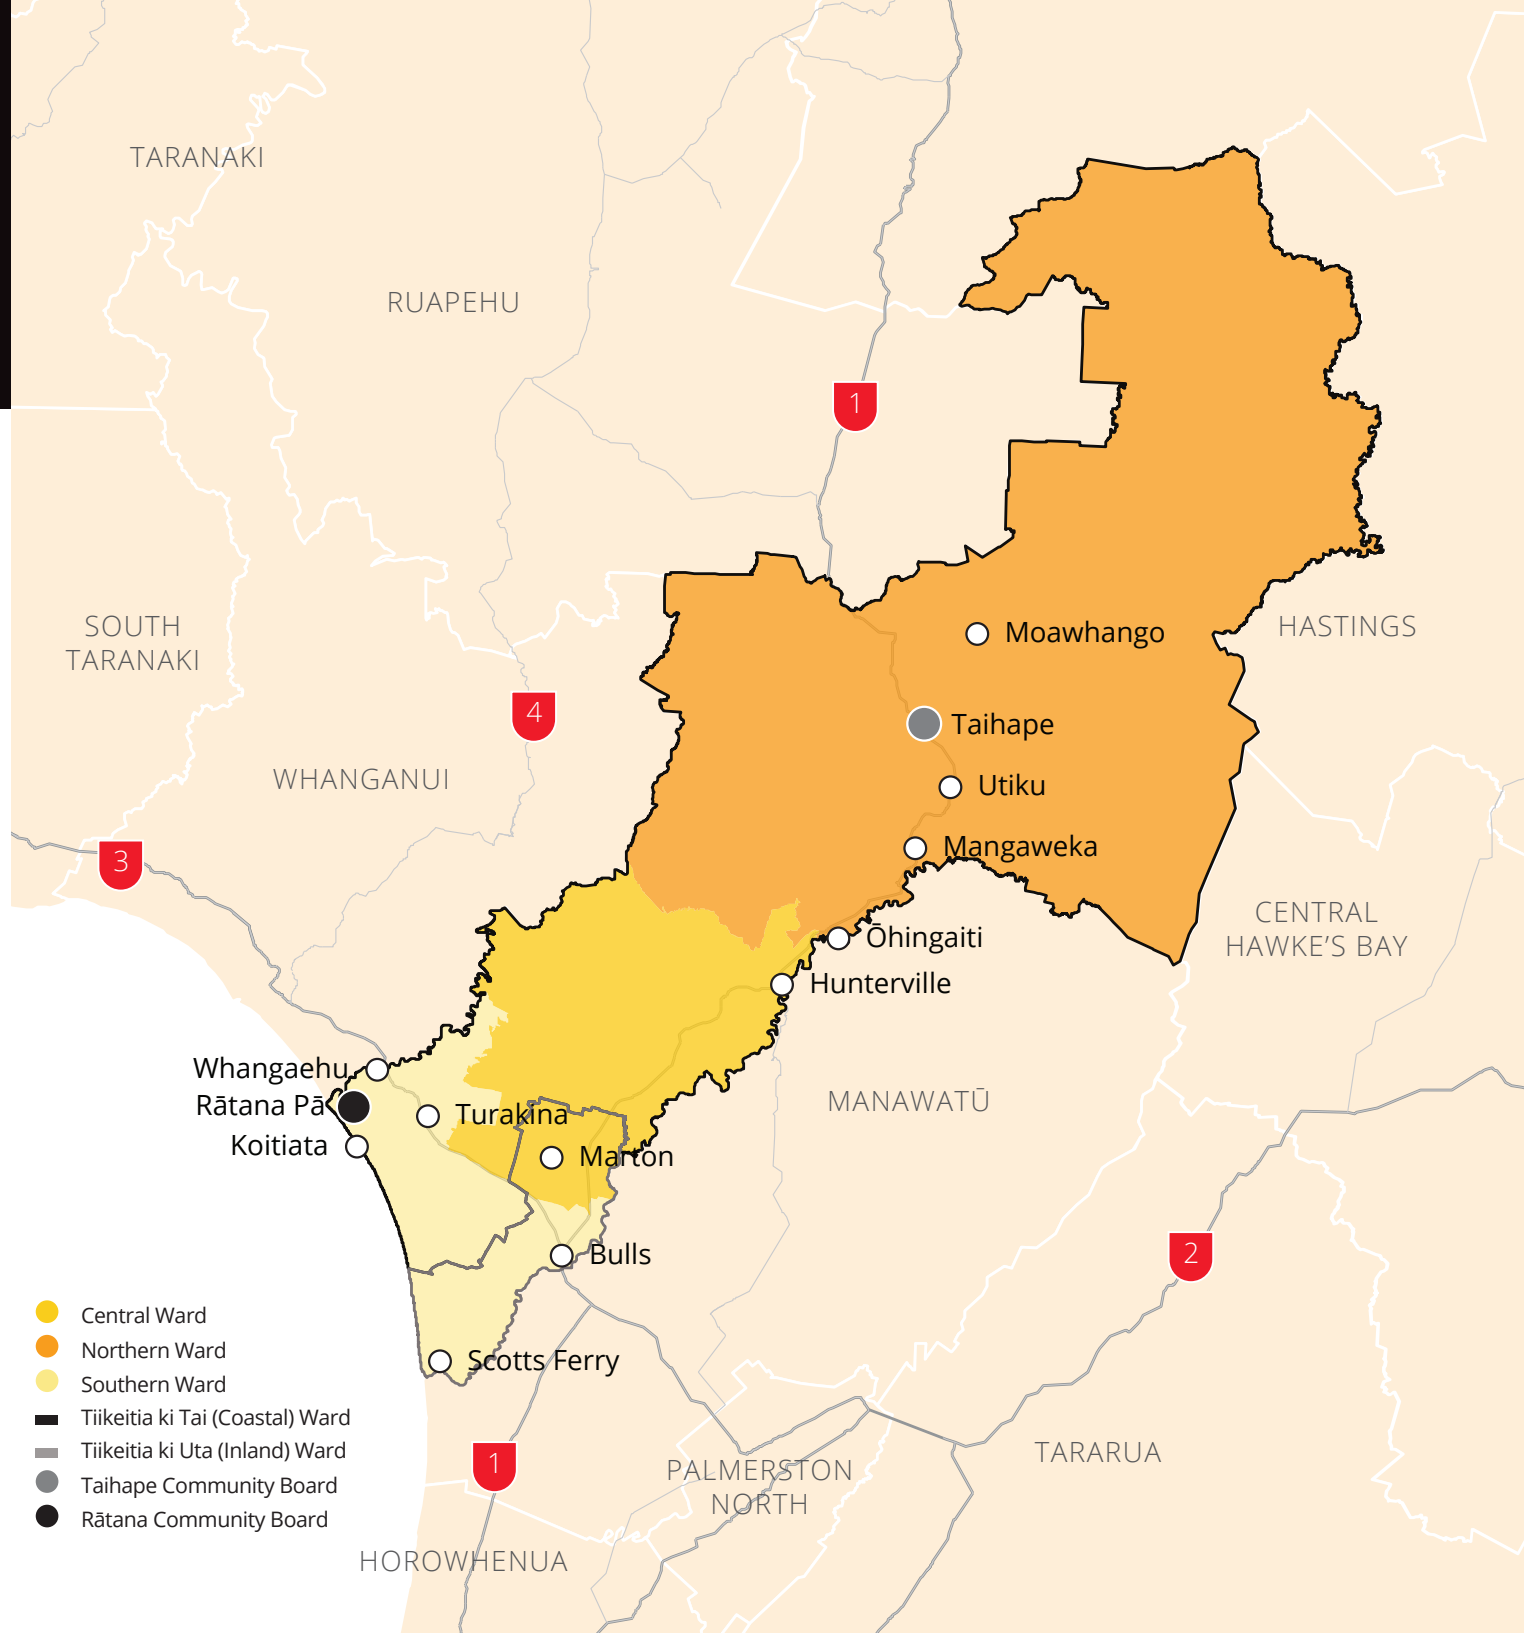 TARANAKI
RUAPEHU
1
SOUTH
TARANAKI
Moawhango
HASTINGS
4
Taihape
WHANGANUI
Utiku
3
Mangaweka
CENTRAL
HAWKE'S BAY
Ōhingaiti
Hunterville
Whangaehu
Rātana Pā
Turakina
MANAWATŪ
Koitiata
Marton
Bulls
2
Scotts Ferry
Central Ward
Northern Ward
Southern Ward
Tiikeitia ki Tai (Coastal) Ward
Tiikeitia ki Uta (Inland) Ward
Taihape Community Board
Rātana Community Board
1
PALMERSTON
NORTH
TARARUA
HOROWHENUA